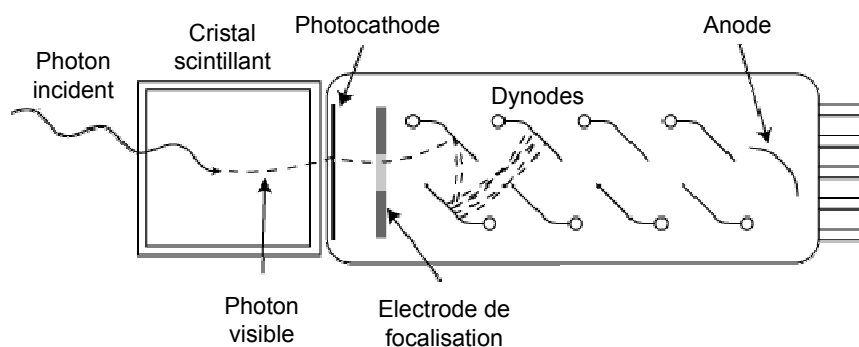 Photon
incident
Cristal
scintillant
Photocathode
Anode
Dynodes
Photon
visible
Electrode de
focalisation